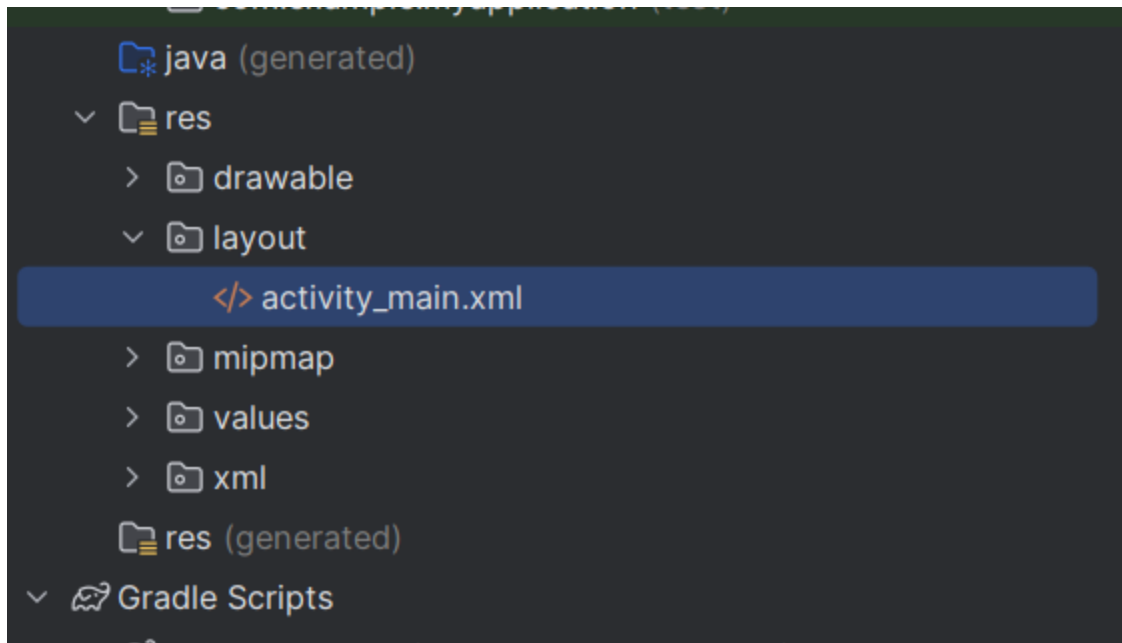 java (generated)
res
drawable
layout
</> activity_main.xml
mipmap
values
xml
res (generated)
Gradle Scripts